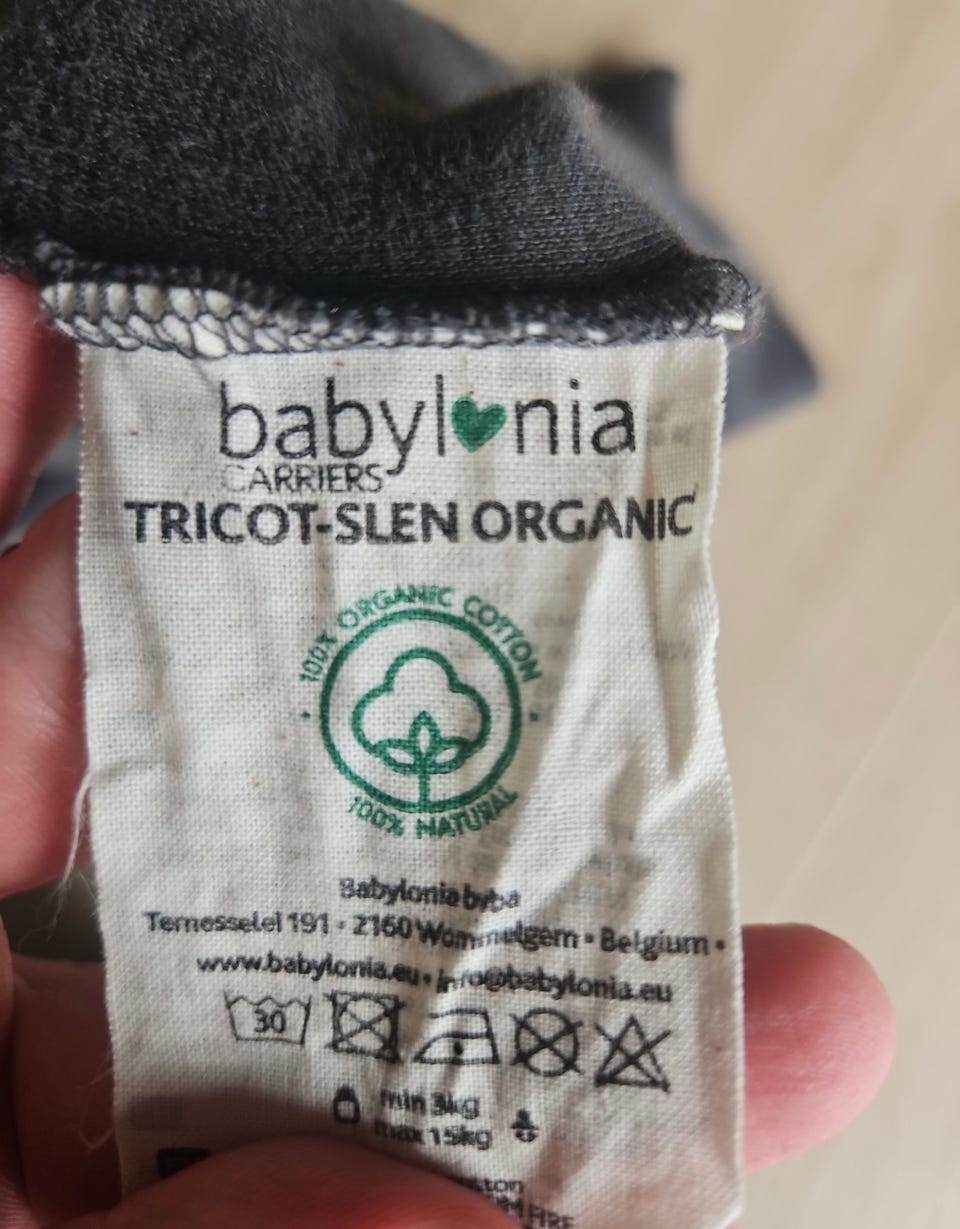 babylonia
CARRIERS
TRICOT-SLEN ORGANIC
100% ORGANIC COTTON
100% NATURAL
Babylonia bvba
Ternesselei 191 · 2160 Wommelgem · Belgium ·
www.babylonia.eu · info@babylonia.eu
30
min 3kg
max 15kg
FIRE